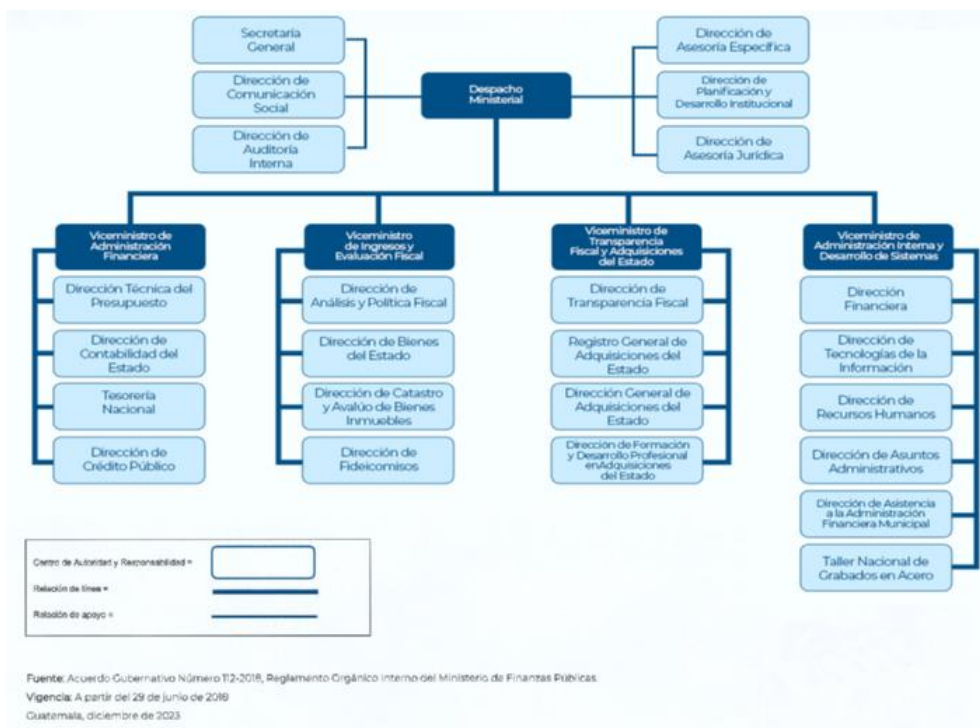 Secretaría
General
Dirección de
Comunicación
Social
Dirección de
Auditoría
Interna
Despacho
Ministerial
Dirección de
Asesoría Específica
Dirección de
Planificación y
Desarrollo Institucional
Dirección de
Asesoría Jurídica
Viceministro de
Administración
Financiera
Dirección Técnica del
Presupuesto
Dirección de
Contabilidad del
Estado
Tesorería
Nacional
Dirección de
Crédito Público
Viceministro
de Ingresos y
Evaluación Fiscal
Dirección de
Análisis y Política Fiscal
Dirección de Bienes
del Estado
Dirección de Catastro
y Avalúo de Bienes
Inmuebles
Dirección de
Fideicomisos
Viceministro de
Transparencia
Fiscal y Adquisiciones
del Estado
Dirección de
Transparencia Fiscal
Registro General de
Adquisiciones del
Estado
Dirección General de
Adquisiciones del
Estado
Dirección de Formación
y Desarrollo Profesional
en Adquisiciones
del Estado
Viceministro de
Administración Interna y
Desarrollo de Sistemas
Dirección
Financiera
Dirección de
Tecnologías de la
Información
Dirección de
Recursos Humanos
Dirección de Asuntos
Administrativos
Dirección de Asistencia
a la Administración
Financiera Municipal
Taller Nacional de
Grabados en Acero
Centro de Autoridad y Responsabilidad =
Relación de línea =
Relación de apoyo =
Fuente: Acuerdo Gubernativo Número 112-2018, Reglamento Orgánico Interno del Ministerio de Finanzas Públicas
Vigencia: A partir del 29 de junio de 2018
Guatemala, diciembre de 2023